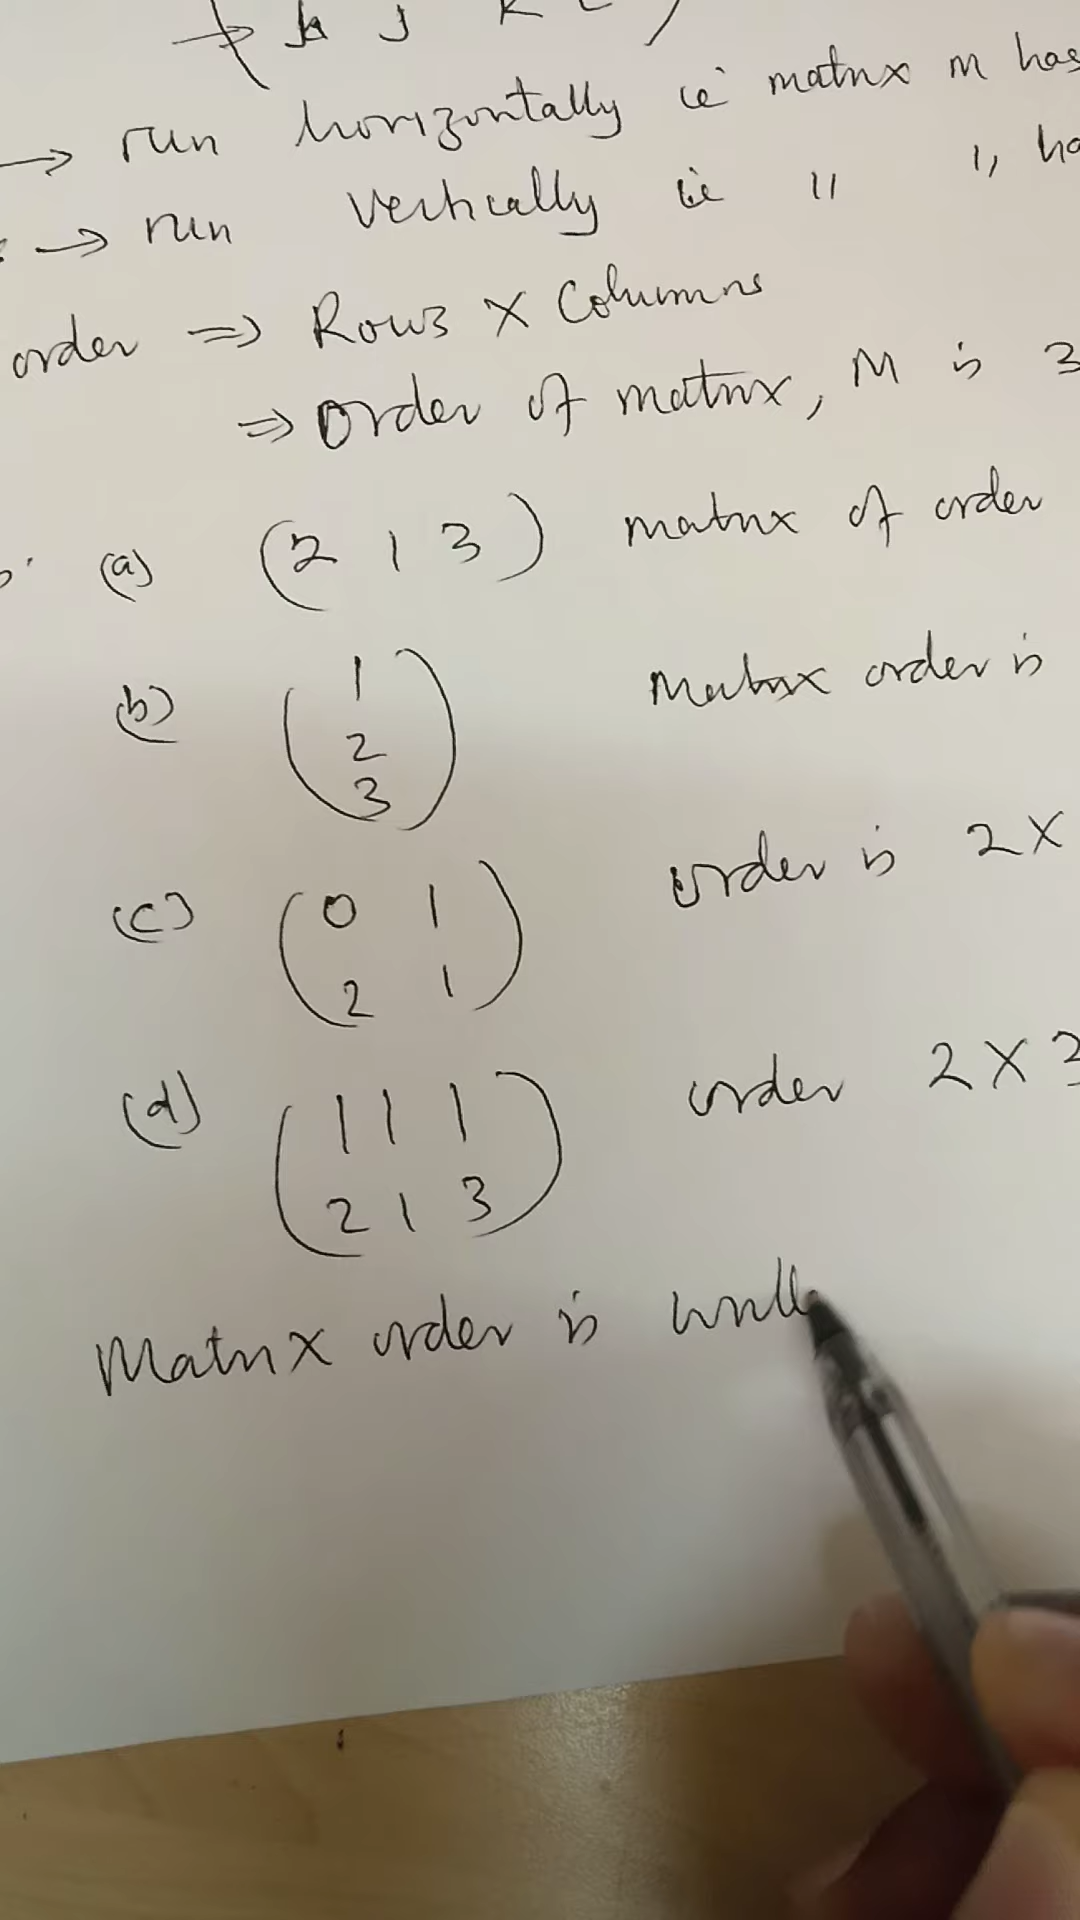 → run horizontally ie matrix m has
→ run vertically ie " "
order ⇒ Rows X Columns
⇒ Order of matrix, M is 3
(a) (2 1 3) matrix of order
(b) 1 Matrix order is
2
3
(c) 0 1 order is 2 X
2 1
(d) 1 1 1 order 2 X 3
2 1 3
Matrix order is